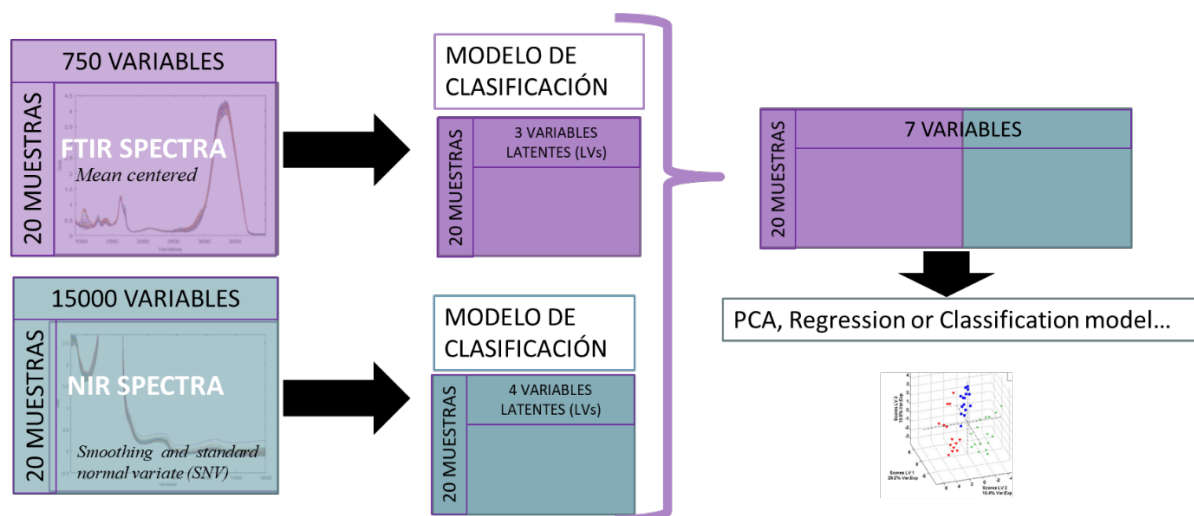 750 VARIABLES
20 MUESTRAS
FTIR SPECTRA
Mean centered
MODELO DE
CLASIFICACIÓN
3 VARIABLES
LATENTES (LVs)
20 MUESTRAS
15000 VARIABLES
20 MUESTRAS
NIR SPECTRA
Smoothing and standard
normal variate (SNV)
MODELO DE
CLASIFICACIÓN
4 VARIABLES
LATENTES (LVs)
20 MUESTRAS
7 VARIABLES
20 MUESTRAS
PCA, Regression or Classification model...